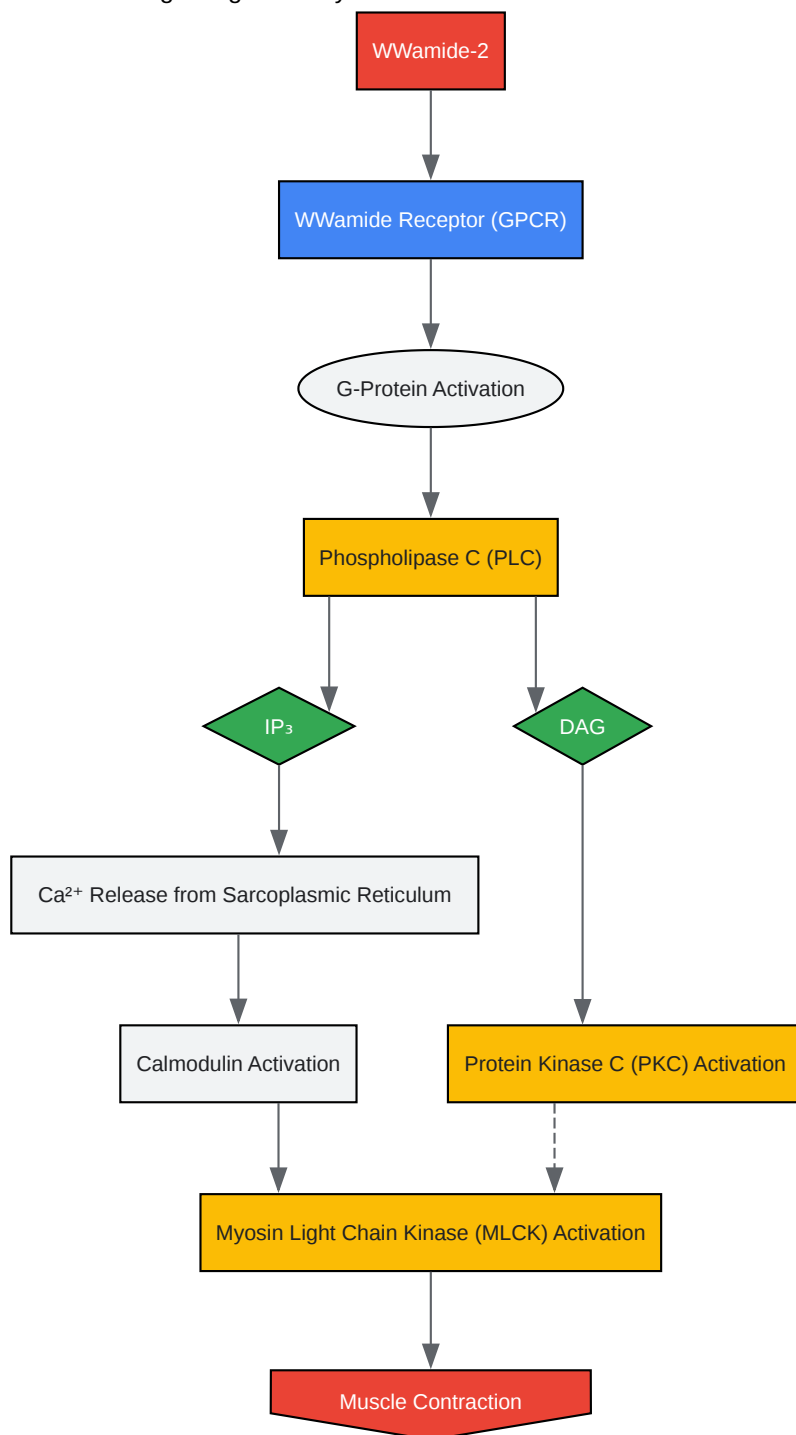 WWamide-2
WWamide Receptor (GPCR)
G-Protein Activation
Phospholipase C (PLC)
IP₃
DAG
Ca²⁺ Release from Sarcoplasmic Reticulum
Calmodulin Activation
Protein Kinase C (PKC) Activation
Myosin Light Chain Kinase (MLCK) Activation
Muscle Contraction